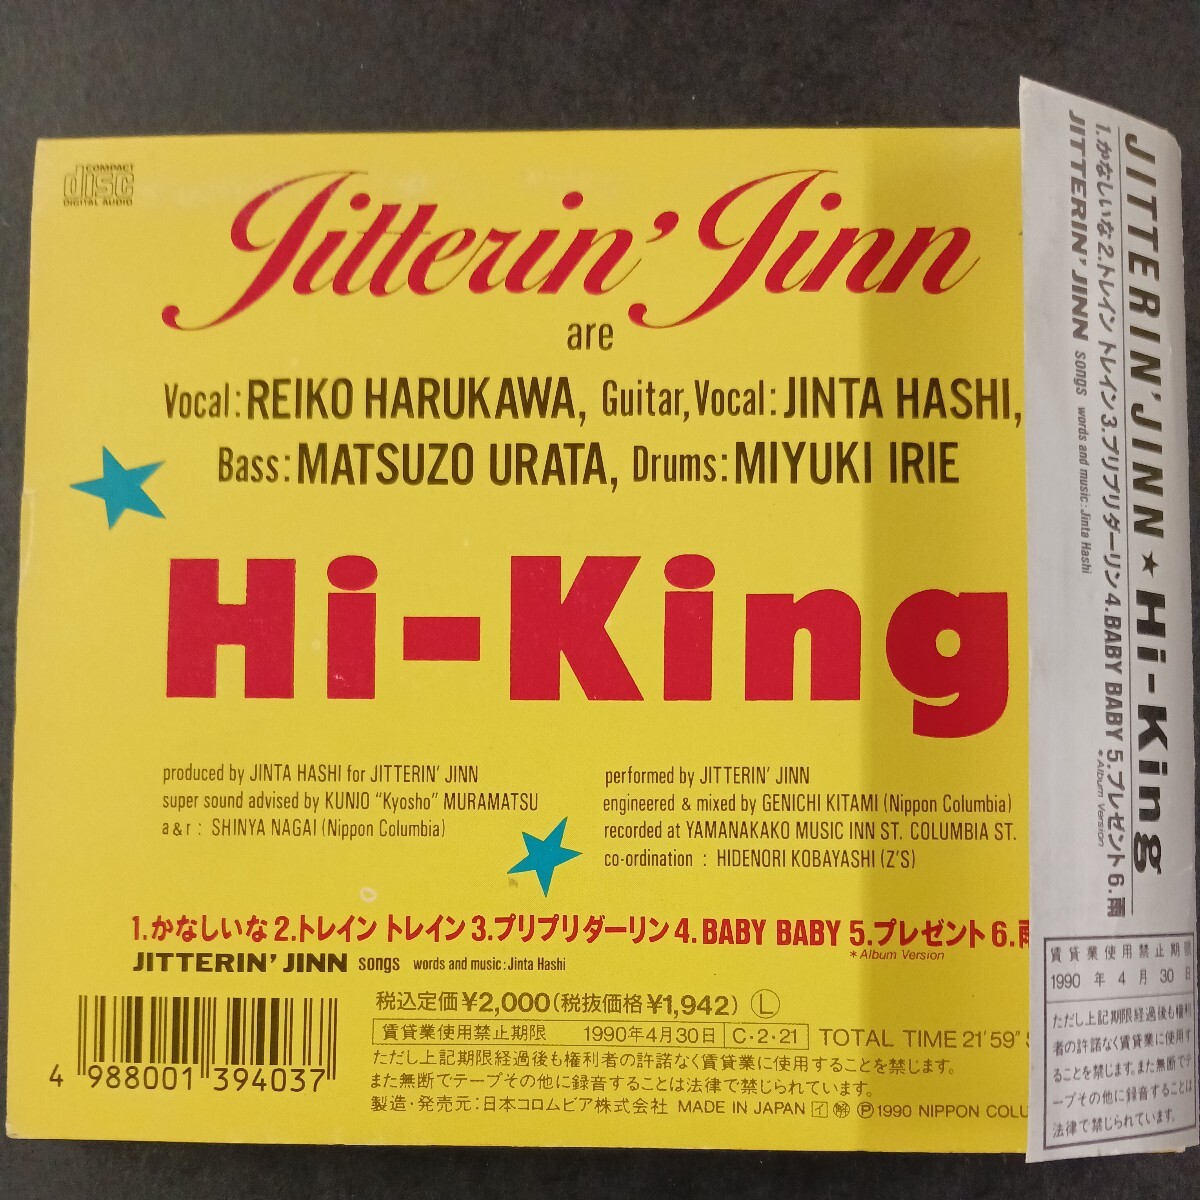 COMPACT
disc
DIGITAL AUDIO
Jitterin' Jinn
are
Vocal: REIKO HARUKAWA, Guitar, Vocal: JINTA HASHI,
Bass: MATSUZO URATA, Drums: MIYUKI IRIE
Hi-King
produced by JINTA HASHI for JITTERIN' JINN
super sound advised by KUNIO "Kyosho" MURAMATSU
a & r : SHINYA NAGAI (Nippon Columbia)
performed by JITTERIN' JINN
engineered & mixed by GENICHI KITAMI (Nippon Columbia)
recorded at YAMANAKAKO MUSIC INN ST. COLUMBIA ST.
co-ordination : HIDENORI KOBAYASHI (Z'S)
1.かなしいな 2.トレイン トレイン 3.プリプリダーリン 4.BABY BABY 5.プレゼント 6.雨
*Album Version
JITTERIN' JINN songs words and music: Jinta Hashi
税込定価¥2,000(税抜価格¥1,942) Ⓛ
賃貸業使用禁止期限 1990年4月30日 C・2・21 TOTAL TIME 21'59"
ただし上記期限経過後も権利者の許諾なく賃貸業に使用することを禁じます。
また無断でテープその他に録音することは法律で禁じられています。
製造・発売元:日本コロムビア株式会社 MADE IN JAPAN Ⓟ1990 NIPPON COLU
4 988001 394037
JITTERIN' JINN★Hi-King
1.かなしいな 2.トレイン トレイン 3.プリプリダーリン 4.BABY BABY 5.プレゼント 6.雨
*Album Version
JITTERIN' JINN songs words and music: Jinta Hashi
賃貸業使用禁止期限
1990 年 4 月 30 日
ただし上記期限経過後も権利
者の許諾なく賃貸業に使用す
ることを禁じます。また無断でテ
ープその他に録音することは
法律で禁じられています。